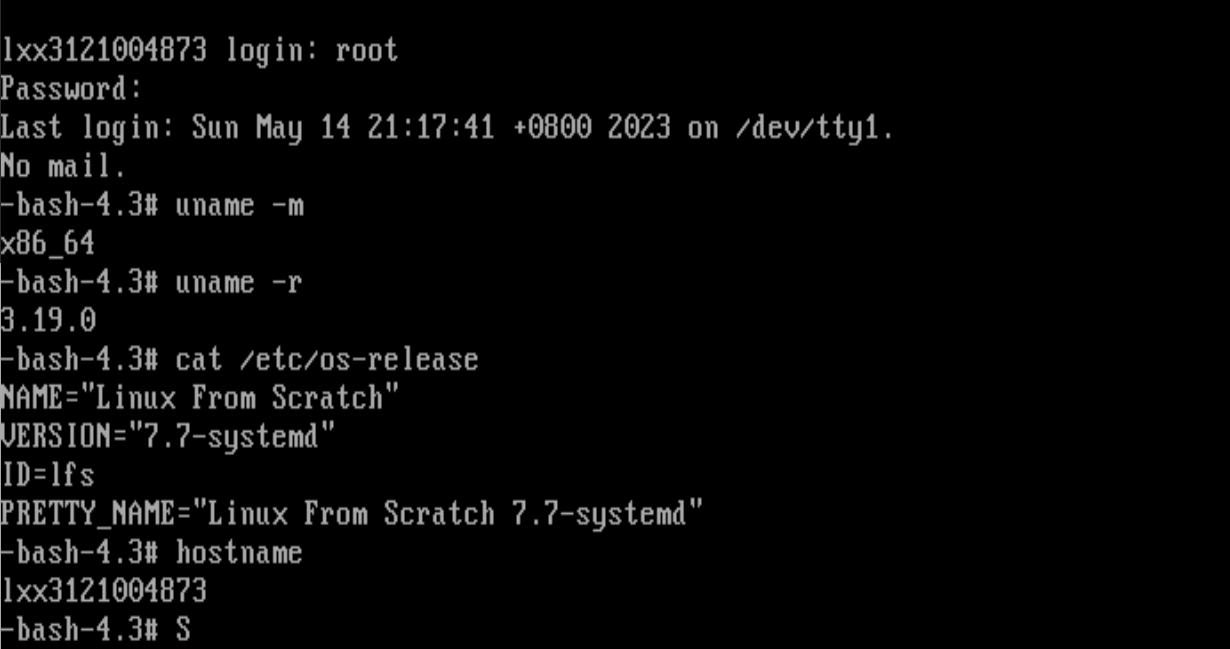 lxx3121004873 login: root
Password:
Last login: Sun May 14 21:17:41 +0800 2023 on /dev/tty1.
No mail.
-bash-4.3# uname -m
x86_64
-bash-4.3# uname -r
3.19.0
-bash-4.3# cat /etc/os-release
NAME="Linux From Scratch"
VERSION="7.7-systemd"
ID=lfs
PRETTY_NAME="Linux From Scratch 7.7-systemd"
-bash-4.3# hostname
lxx3121004873
-bash-4.3# S